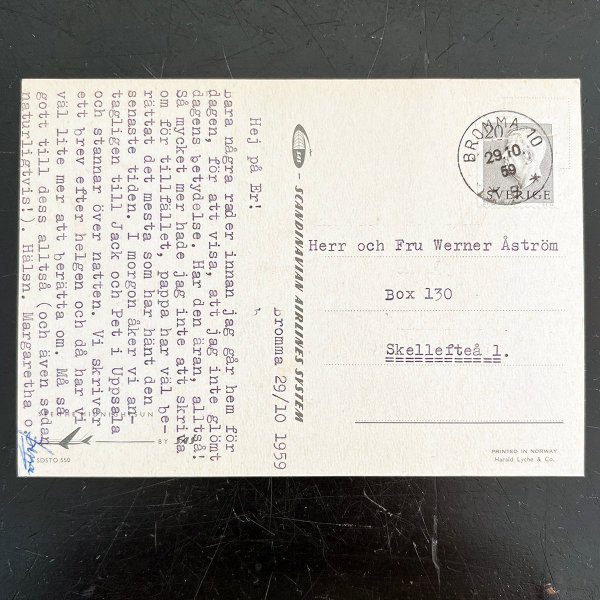 Bromma 29/10 1959
Hej på Er!
Bara några rader innan jag går hem för
dagen, för att visa, att jag inte glömt
dagens betydelse. Har den äran, alltså!
Så mycket mer hade jag inte att skriva
om för tillfället, pappa har väl be-
rättat det mesta som har hänt den
senaste tiden. I morgon åker vi an-
tagligen till Jack och Pet i Uppsala
och stannar över natten. Vi skriver
ett brev efter helgen och då har vi
väl lite mer att berätta om. Må så
gott till dess alltså (och även sedan
naturligtvis!). Hälsn. Margaretha o.
SCANDINAVIAN AIRLINES SYSTEM
BROMMA 10
29.10.
59
20
SVERIGE
Herr och Fru Werner Åström
Box 130
Skellefteå 1.
BY SAS
SDSTO 550
PRINTED IN NORWAY
Harald Lyche & Co.